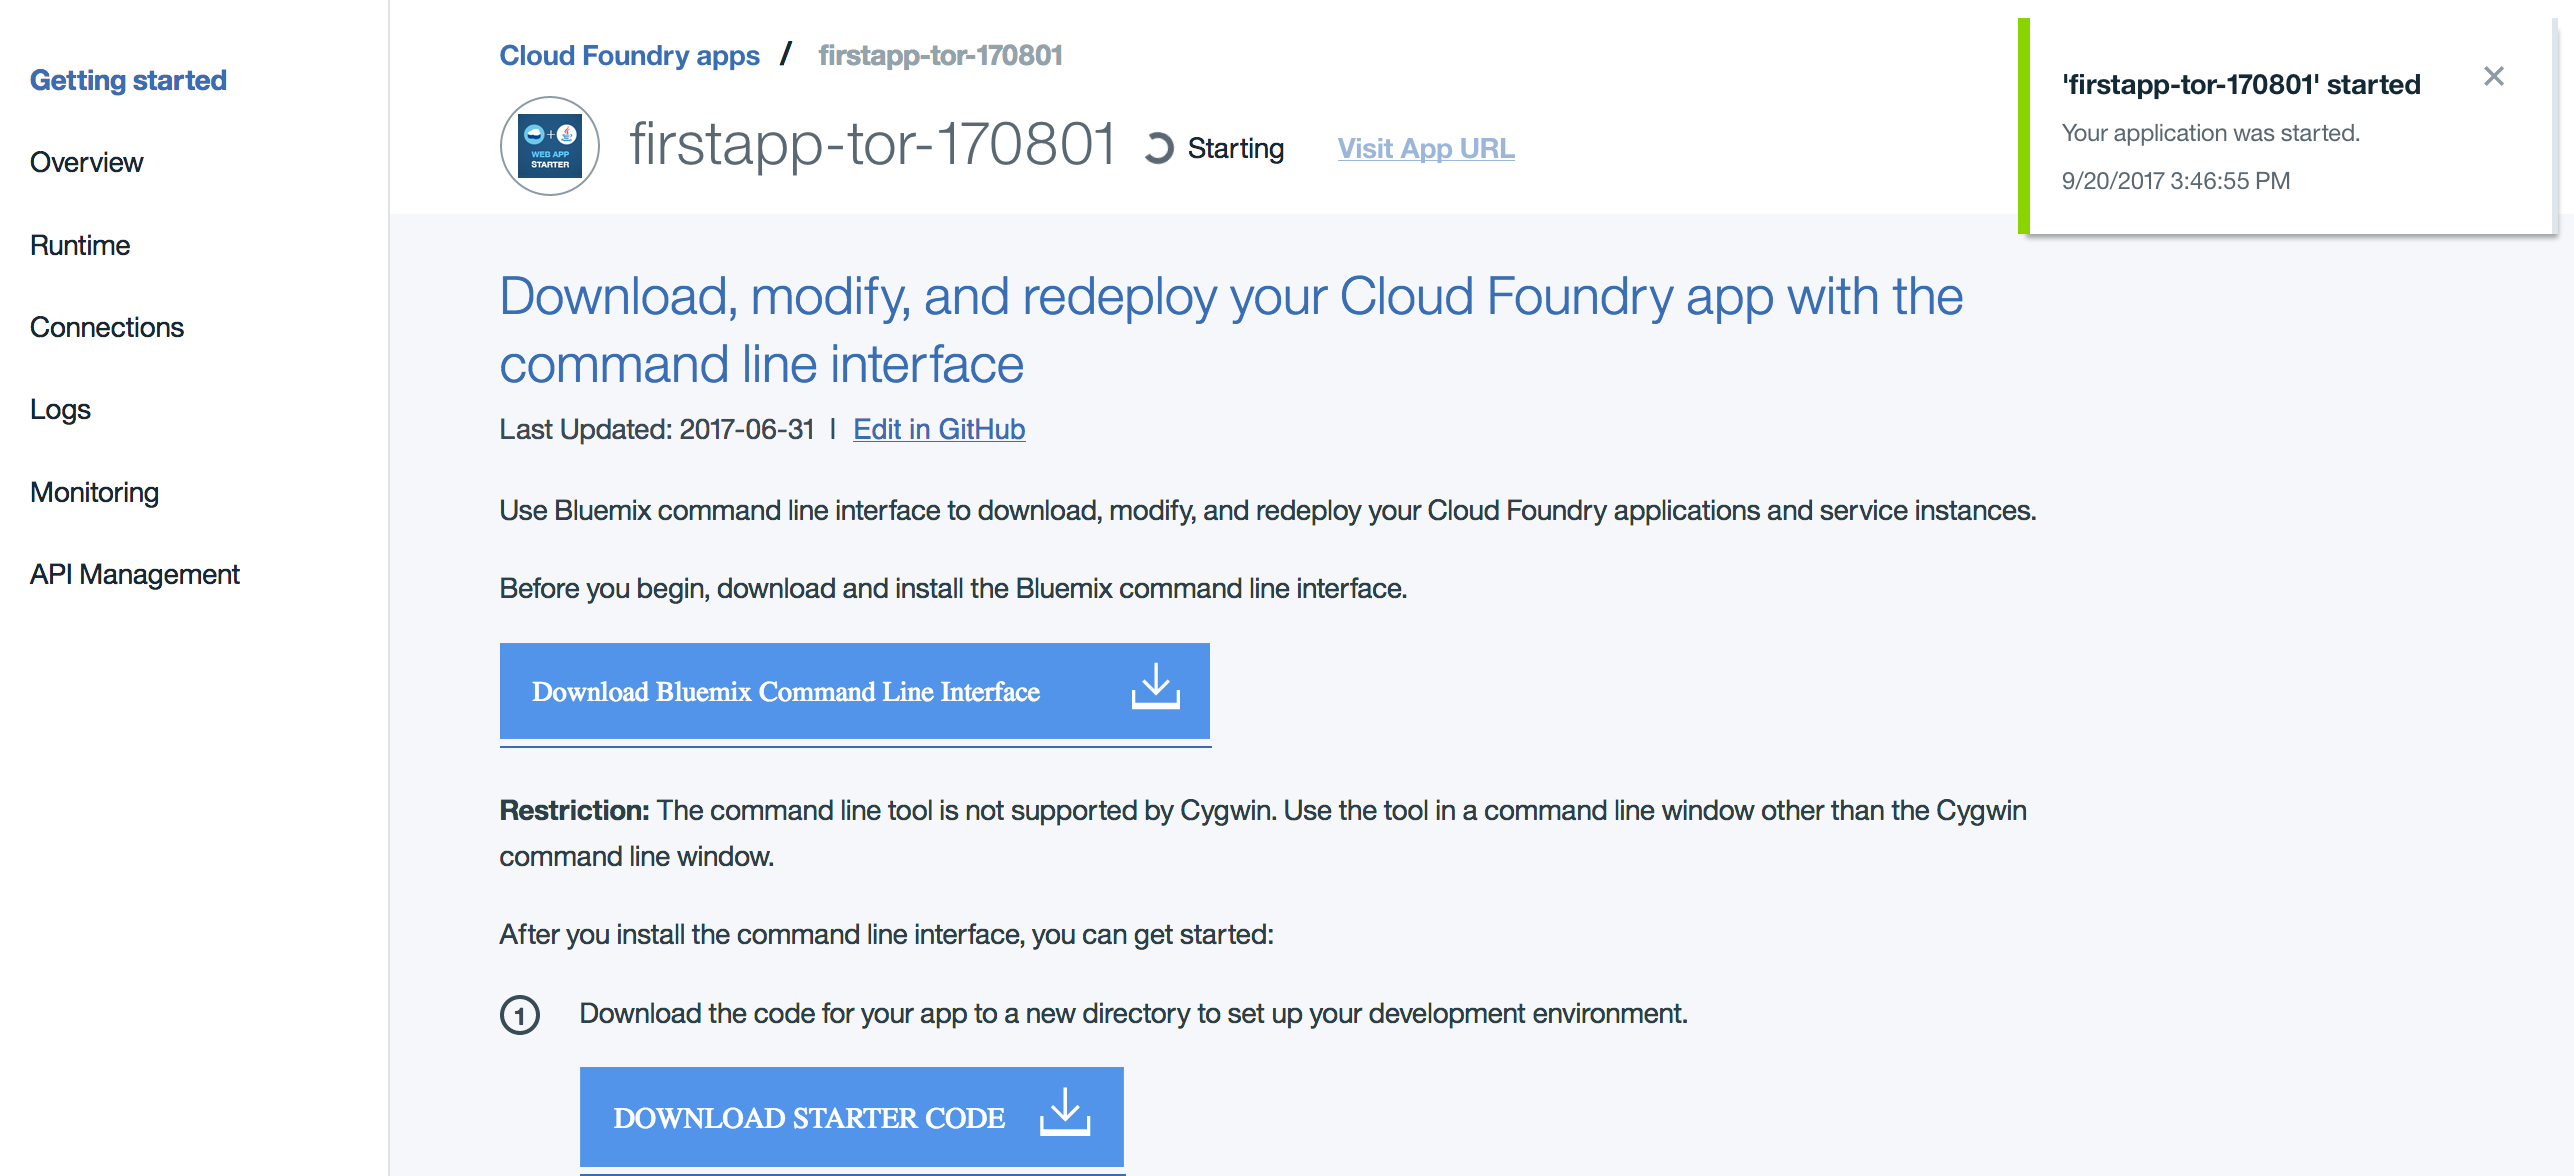 Getting started
Overview
Runtime
Connections
Logs
Monitoring
API Management
Cloud Foundry apps / firstapp-tor-170801
WEB APP
STARTER
firstapp-tor-170801 Starting Visit App URL
'firstapp-tor-170801' started
Your application was started.
9/20/2017 3:46:55 PM
Download, modify, and redeploy your Cloud Foundry app with the
command line interface
Last Updated: 2017-06-31 | Edit in GitHub
Use Bluemix command line interface to download, modify, and redeploy your Cloud Foundry applications and service instances.
Before you begin, download and install the Bluemix command line interface.
Download Bluemix Command Line Interface
Restriction: The command line tool is not supported by Cygwin. Use the tool in a command line window other than the Cygwin
command line window.
After you install the command line interface, you can get started:
1 Download the code for your app to a new directory to set up your development environment.
DOWNLOAD STARTER CODE